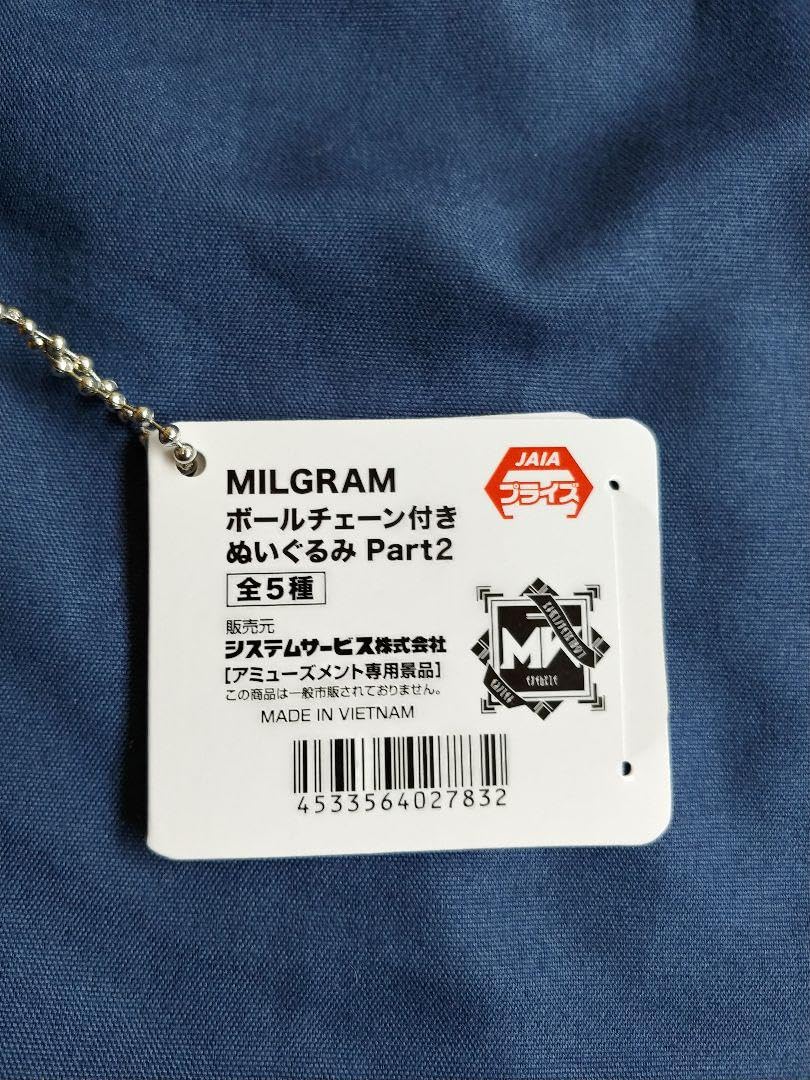 MILGRAM
ボールチェーン付き
ぬいぐるみ Part2
全5種
販売元
システムサービス株式会社
[アミューズメント専用景品]
この商品は一般市販されておりません。
MADE IN VIETNAM
4533564027832
JAIA
プライズ